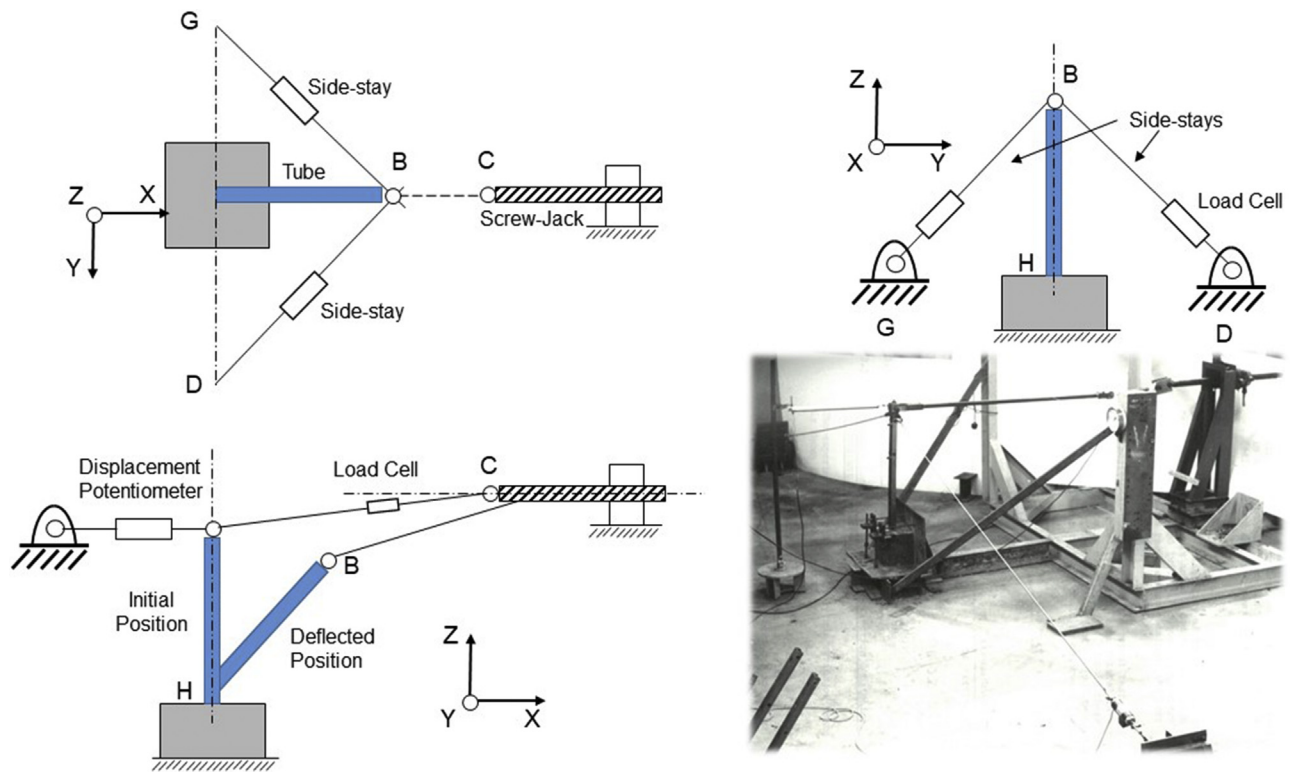 G
Side-stay
Tube
B
C
Z
X
Y
Screw-Jack
Side-stay
D
Z
X
Y
B
Side-stays
Load Cell
H
G
D
Displacement
Potentiometer
Load Cell
C
B
Initial
Position
Deflected
Position
H
Z
Y
X